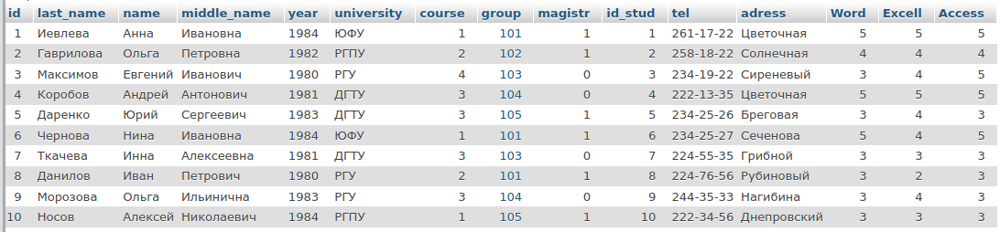 id last_name name middle_name year university course group magistr id_stud tel adress Word Excell Access
1 Иевлева Анна Ивановна 1984 ЮФУ 1 101 1 1 261-17-22 Цветочная 5 5 5
2 Гаврилова Ольга Петровна 1982 РГПУ 2 102 1 2 258-18-22 Солнечная 4 4 4
3 Максимов Евгений Иванович 1980 РГУ 4 103 0 3 234-19-22 Сиреневый 3 4 5
4 Коробов Андрей Антонович 1981 ДГТУ 3 104 0 4 222-13-35 Цветочная 5 5 5
5 Даренко Юрий Сергеевич 1983 ДГТУ 3 105 1 5 234-25-26 Бреговая 3 4 3
6 Чернова Нина Ивановна 1984 ЮФУ 1 101 1 6 234-25-27 Сеченова 5 4 5
7 Ткачева Инна Алексеевна 1981 ДГТУ 3 103 0 7 224-55-35 Грибной 3 3 3
8 Данилов Иван Петрович 1980 РГУ 2 101 1 8 224-76-56 Рубиновый 3 2 3
9 Морозова Ольга Ильинична 1983 РГУ 3 104 0 9 244-35-33 Нагибина 3 4 3
10 Носов Алексей Николаевич 1984 РГПУ 1 105 1 10 222-34-56 Днепровский 3 3 3